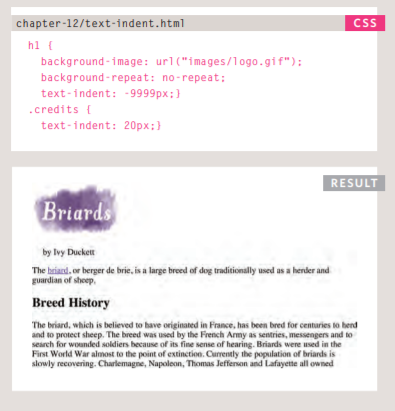 chapter-12/text-indent.html
CSS
h1 {
background-image: url("images/logo.gif");
background-repeat: no-repeat;
text-indent: -9999px;}
.credits {
text-indent: 20px;}
RESULT
Briards
by Ivy Duckett
The briard, or berger de brie, is a large breed of dog traditionally used as a herder and
guardian of sheep.
Breed History
The briard, which is believed to have originated in France, has been bred for centuries to herd
and to protect sheep. The breed was used by the French Army as sentries, messengers and to
search for wounded soldiers because of its fine sense of hearing. Briards were used in the
First World War almost to the point of extinction. Currently the population of briards is
slowly recovering. Charlemagne, Napoleon, Thomas Jefferson and Lafayette all owned